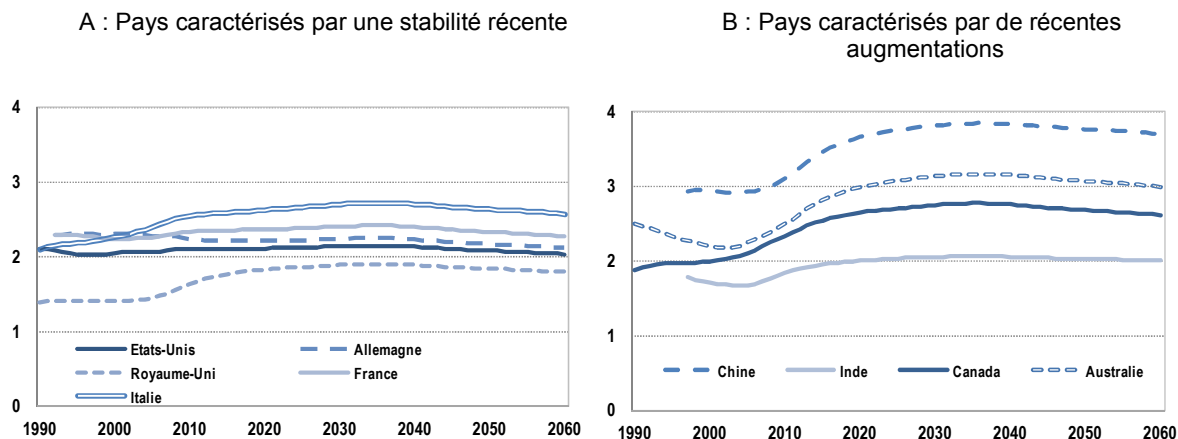 A : Pays caractérisés par une stabilité récente
4
3
2
1
0
Etats-Unis
Allemagne
Royaume-Uni
France
Italie
1990 2000 2010 2020 2030 2040 2050 2060
B : Pays caractérisés par de récentes
augmentations
4
3
2
1
0
Chine Inde Canada Australie
1990 2000 2010 2020 2030 2040 2050 2060